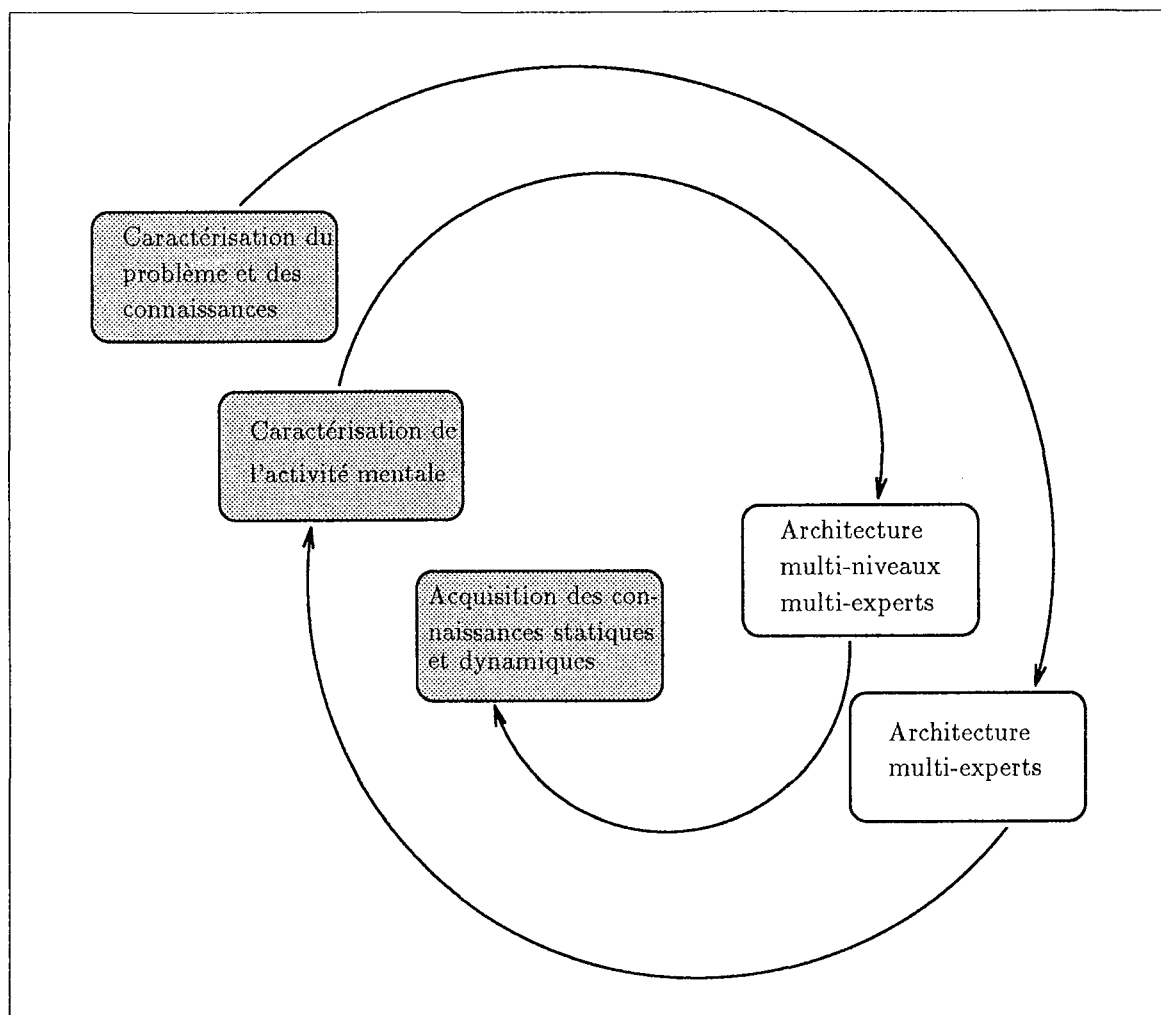 Caractérisation du
problème et des
connaissances
Caractérisation de
l'activité mentale
Acquisition des con-
naissances statiques
et dynamiques
Architecture
multi-niveaux
multi-experts
Architecture
multi-experts